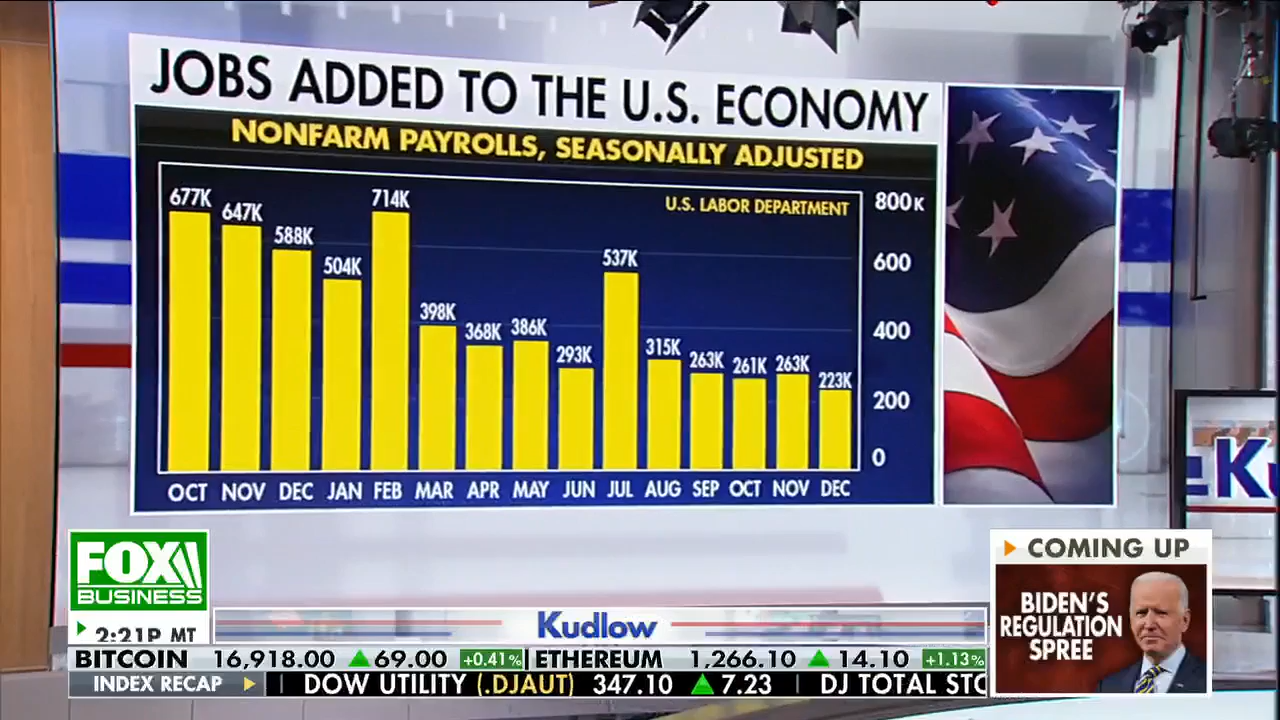 JOBS ADDED TO THE U.S. ECONOMY
NONFARM PAYROLLS, SEASONALLY ADJUSTED
U.S. LABOR DEPARTMENT
677K 647K 588K 504K 714K 398K 368K 386K 293K 537K 315K 263K 261K 263K 223K
800K
600
400
200
0
OCT NOV DEC JAN FEB MAR APR MAY JUN JUL AUG SEP OCT NOV DEC
FOX
BUSINESS
2:21P MT
Kudlow
COMING UP
BIDEN'S
REGULATION
SPREE
BITCOIN 16,918.00 ▲69.00 +0.41% ETHEREUM 1,266.10 ▲ 14.10 +1.13%
INDEX RECAP DOW UTILITY (.DJAUT) 347.10 ▲ 7.23 DJ TOTAL STO